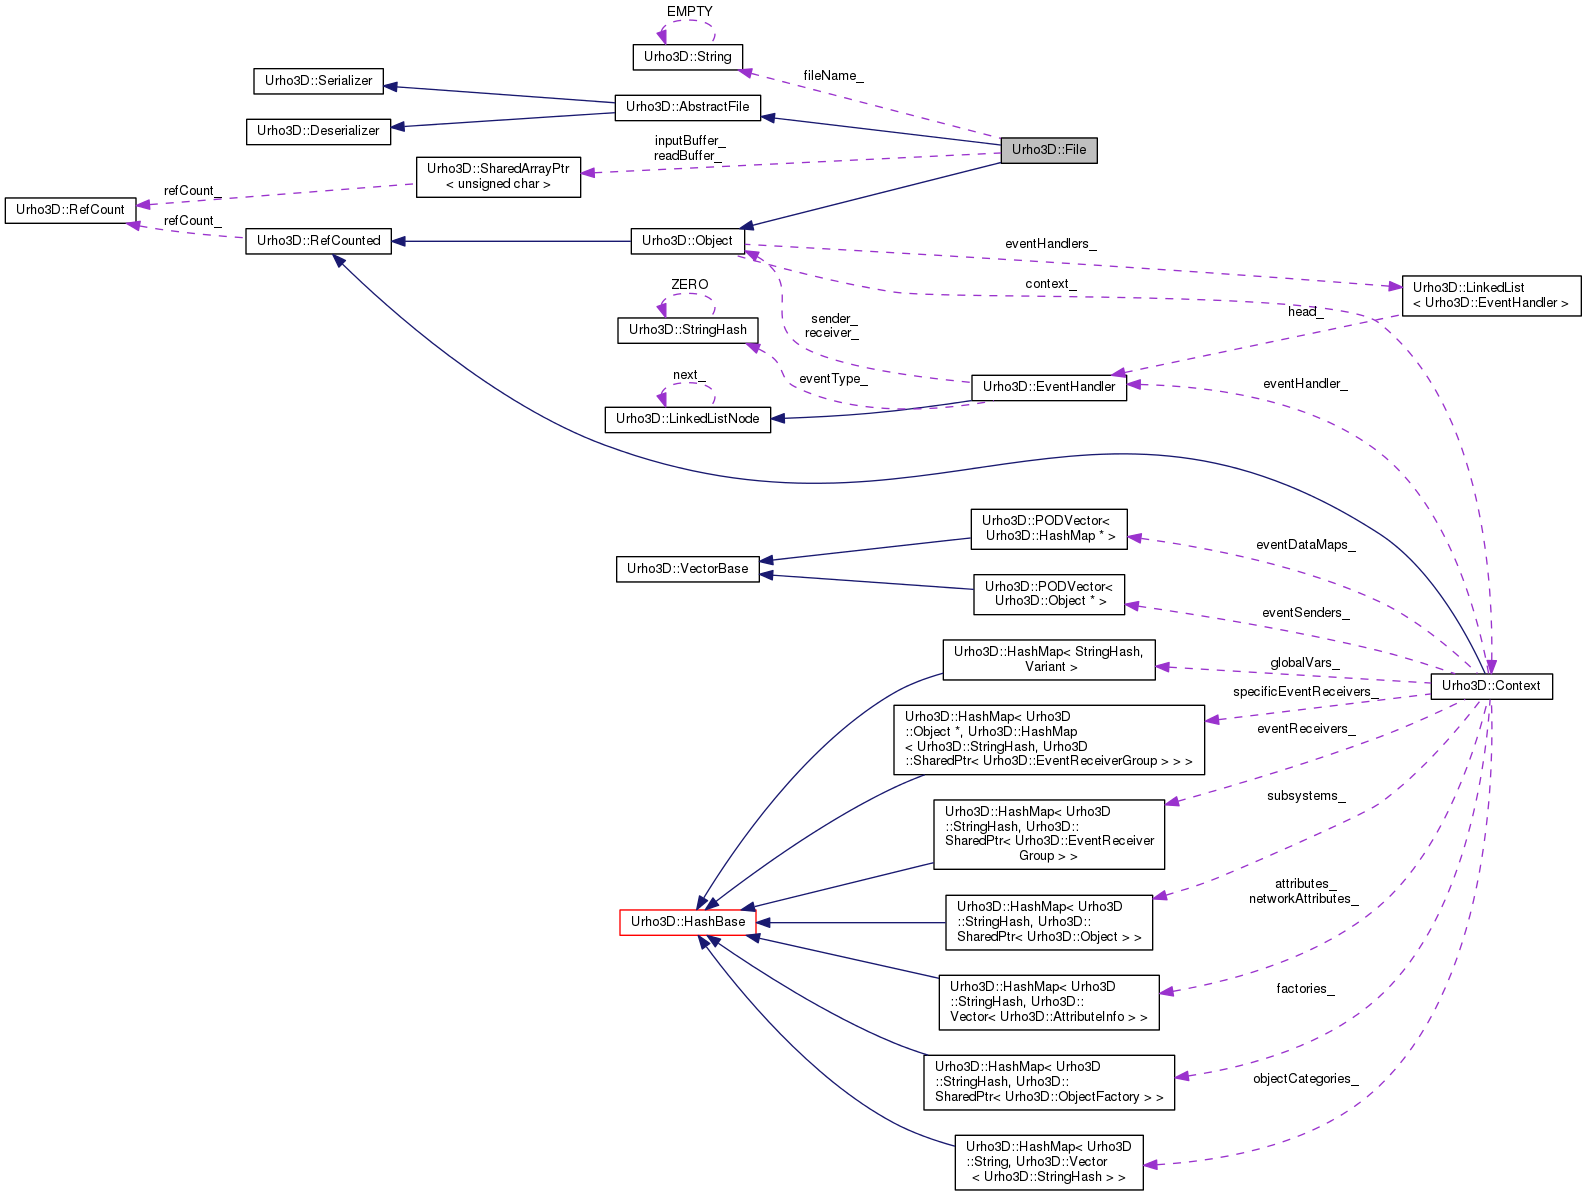 EMPTY
Urho3D::String
fileName_
Urho3D::Serializer
Urho3D::AbstractFile
Urho3D::Deserializer
Urho3D::File
inputBuffer_
readBuffer_
Urho3D::SharedArrayPtr
< unsigned char >
refCount_
Urho3D::RefCount
refCount_
Urho3D::RefCounted
Urho3D::Object
eventHandlers_
context_
ZERO
Urho3D::StringHash
sender_
receiver_
Urho3D::LinkedList
< Urho3D::EventHandler >
head_
next_
eventType_
Urho3D::EventHandler
eventHandler_
Urho3D::LinkedListNode
Urho3D::PODVector<
Urho3D::HashMap * >
eventDataMaps_
Urho3D::VectorBase
Urho3D::PODVector<
Urho3D::Object * >
eventSenders_
Urho3D::HashMap< StringHash,
Variant >
globalVars_
Urho3D::Context
specificEventReceivers_
Urho3D::HashMap< Urho3D
::Object *, Urho3D::HashMap
< Urho3D::StringHash, Urho3D
::SharedPtr< Urho3D::EventReceiverGroup > > >
eventReceivers_
Urho3D::HashMap< Urho3D
::StringHash, Urho3D::
SharedPtr< Urho3D::EventReceiver
Group > >
subsystems_
Urho3D::HashBase
Urho3D::HashMap< Urho3D
::StringHash, Urho3D::
SharedPtr< Urho3D::Object > >
attributes_
networkAttributes_
Urho3D::HashMap< Urho3D
::StringHash, Urho3D::
Vector< Urho3D::AttributeInfo > >
factories_
Urho3D::HashMap< Urho3D
::StringHash, Urho3D::
SharedPtr< Urho3D::ObjectFactory > >
objectCategories_
Urho3D::HashMap< Urho3D
::String, Urho3D::Vector
< Urho3D::StringHash > >